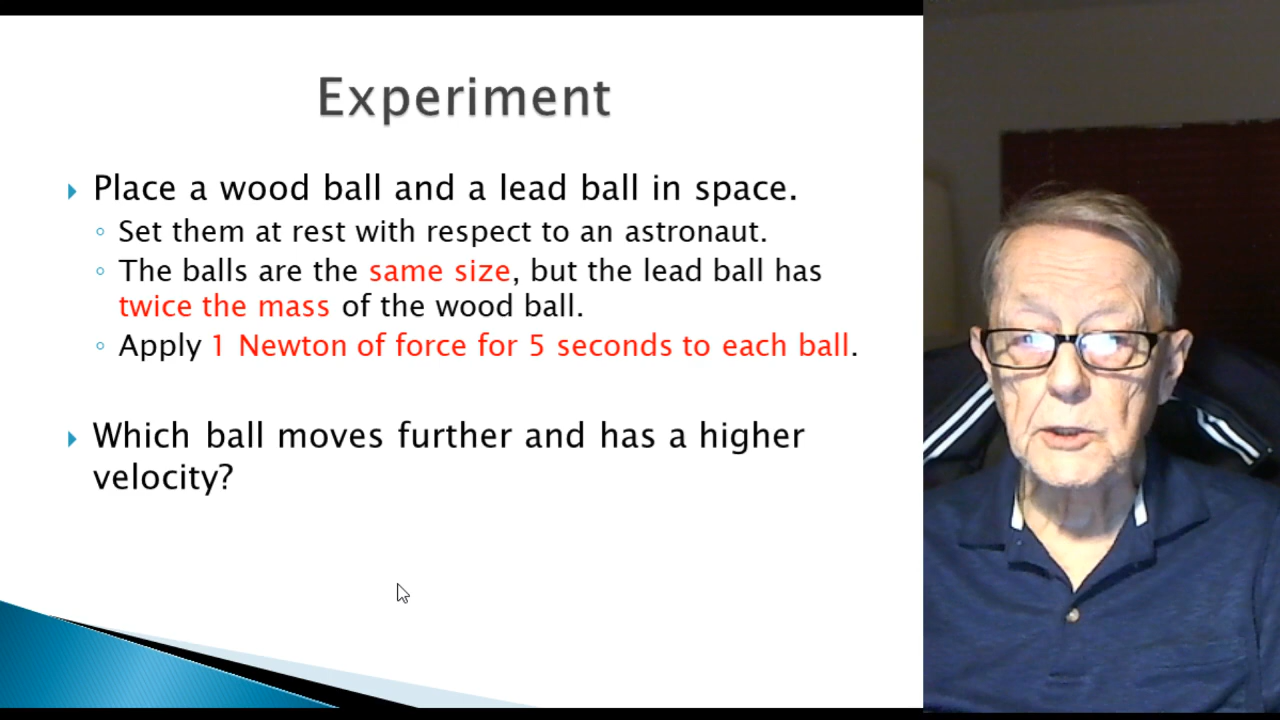 Experiment
Place a wood ball and a lead ball in space.
Set them at rest with respect to an astronaut.
The balls are the same size, but the lead ball has
twice the mass of the wood ball.
Apply 1 Newton of force for 5 seconds to each ball.
Which ball moves further and has a higher
velocity?